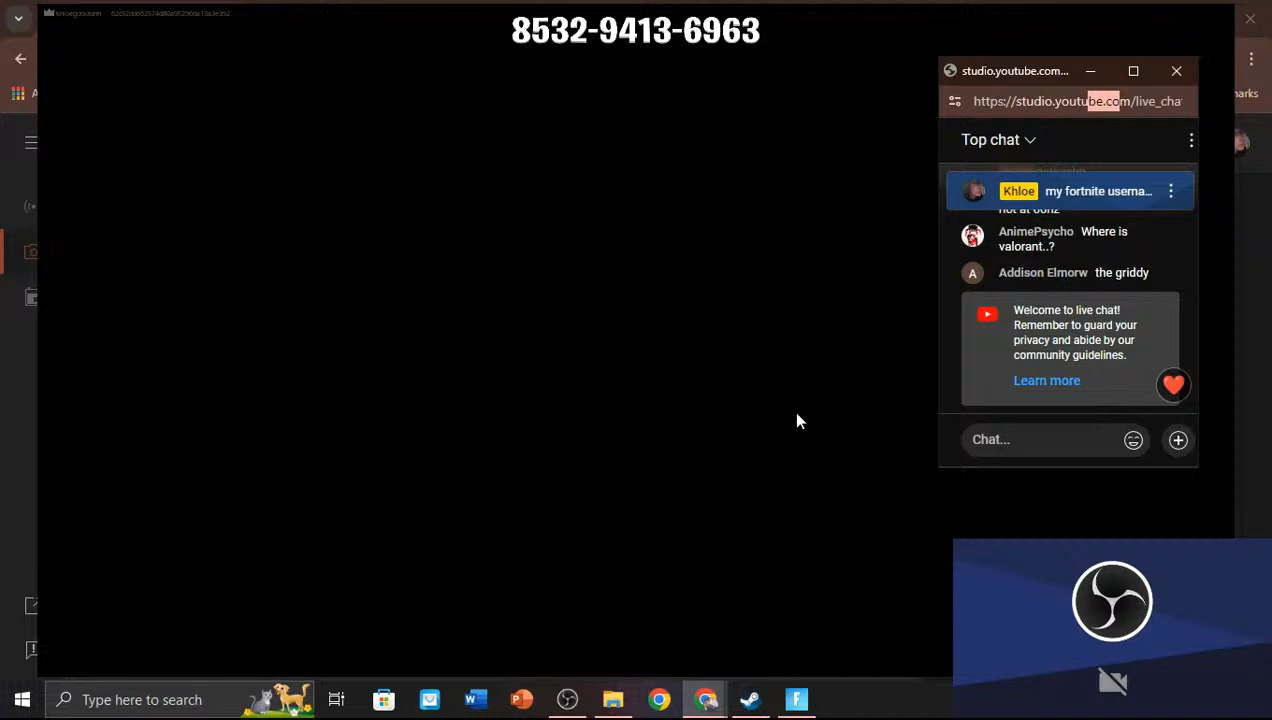 8532-9413-6963
studio.youtube.com...
https://studio.youtube.com/live_cha
arks
Top chat
Khloe my fortnite userna...
AnimePsycho Where is
valorant..?
Addison Elmorw the griddy
A
Welcome to live chat!
Remember to guard your
privacy and abide by our
community guidelines.
Learn more
Chat...
Type here to search